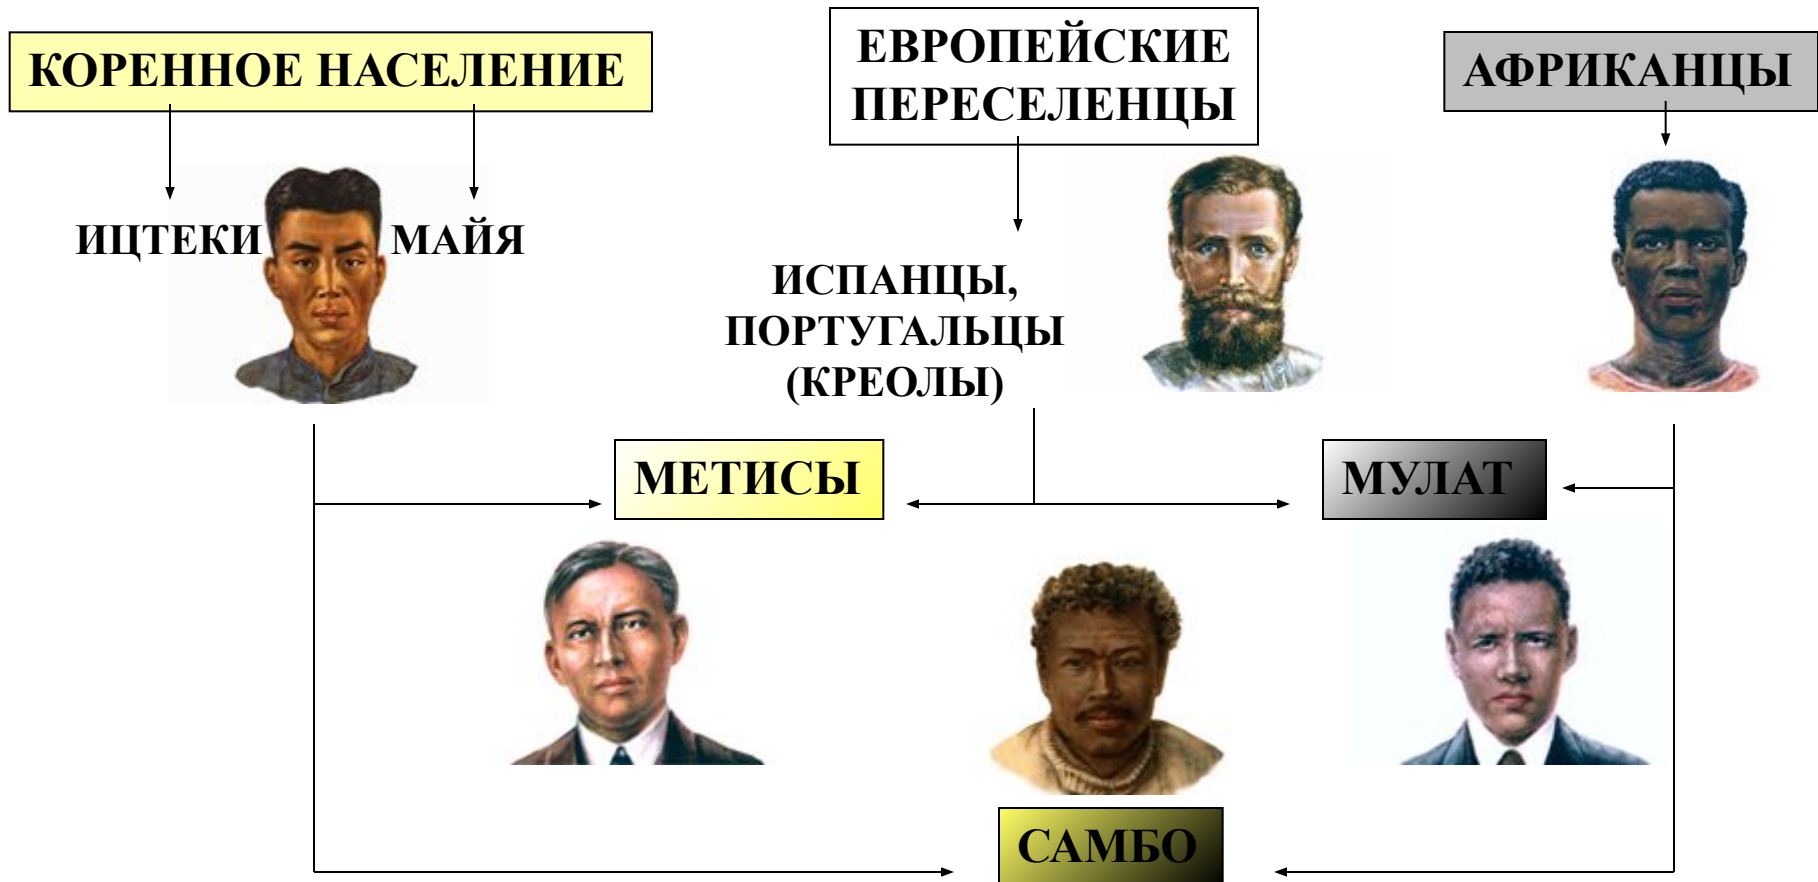 КОРЕННОЕ НАСЕЛЕНИЕ
ЕВРОПЕЙСКИЕ
ПЕРЕСЕЛЕНЦЫ
АФРИКАНЦЫ
ИЦТЕКИ
МАЙЯ
ИСПАНЦЫ,
ПОРТУГАЛЬЦЫ
(КРЕОЛЫ)
МЕТИСЫ
МУЛАТ
САМБО